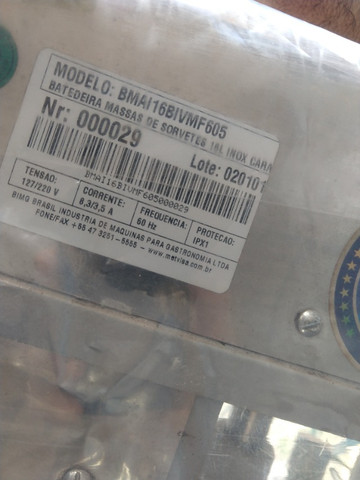 MODELO: BMAI16BIVMF605
BATEDEIRA MASSAS DE SORVETES 16L INOX CARA
Nr: 000029
Lote: 02010
BMAI16BIVMF605000029
TENSAO: CORRENTE: FREQUENCIA: PROTECAO:
127/220 V 6,3/3,5 A 60 Hz IPX1
BIMG BRASIL INDUSTRIA DE MAQUINAS PARA GASTRONOMIA LTDA
FONE/FAX +55 47 3251-5555 - www.metvisa.com.br